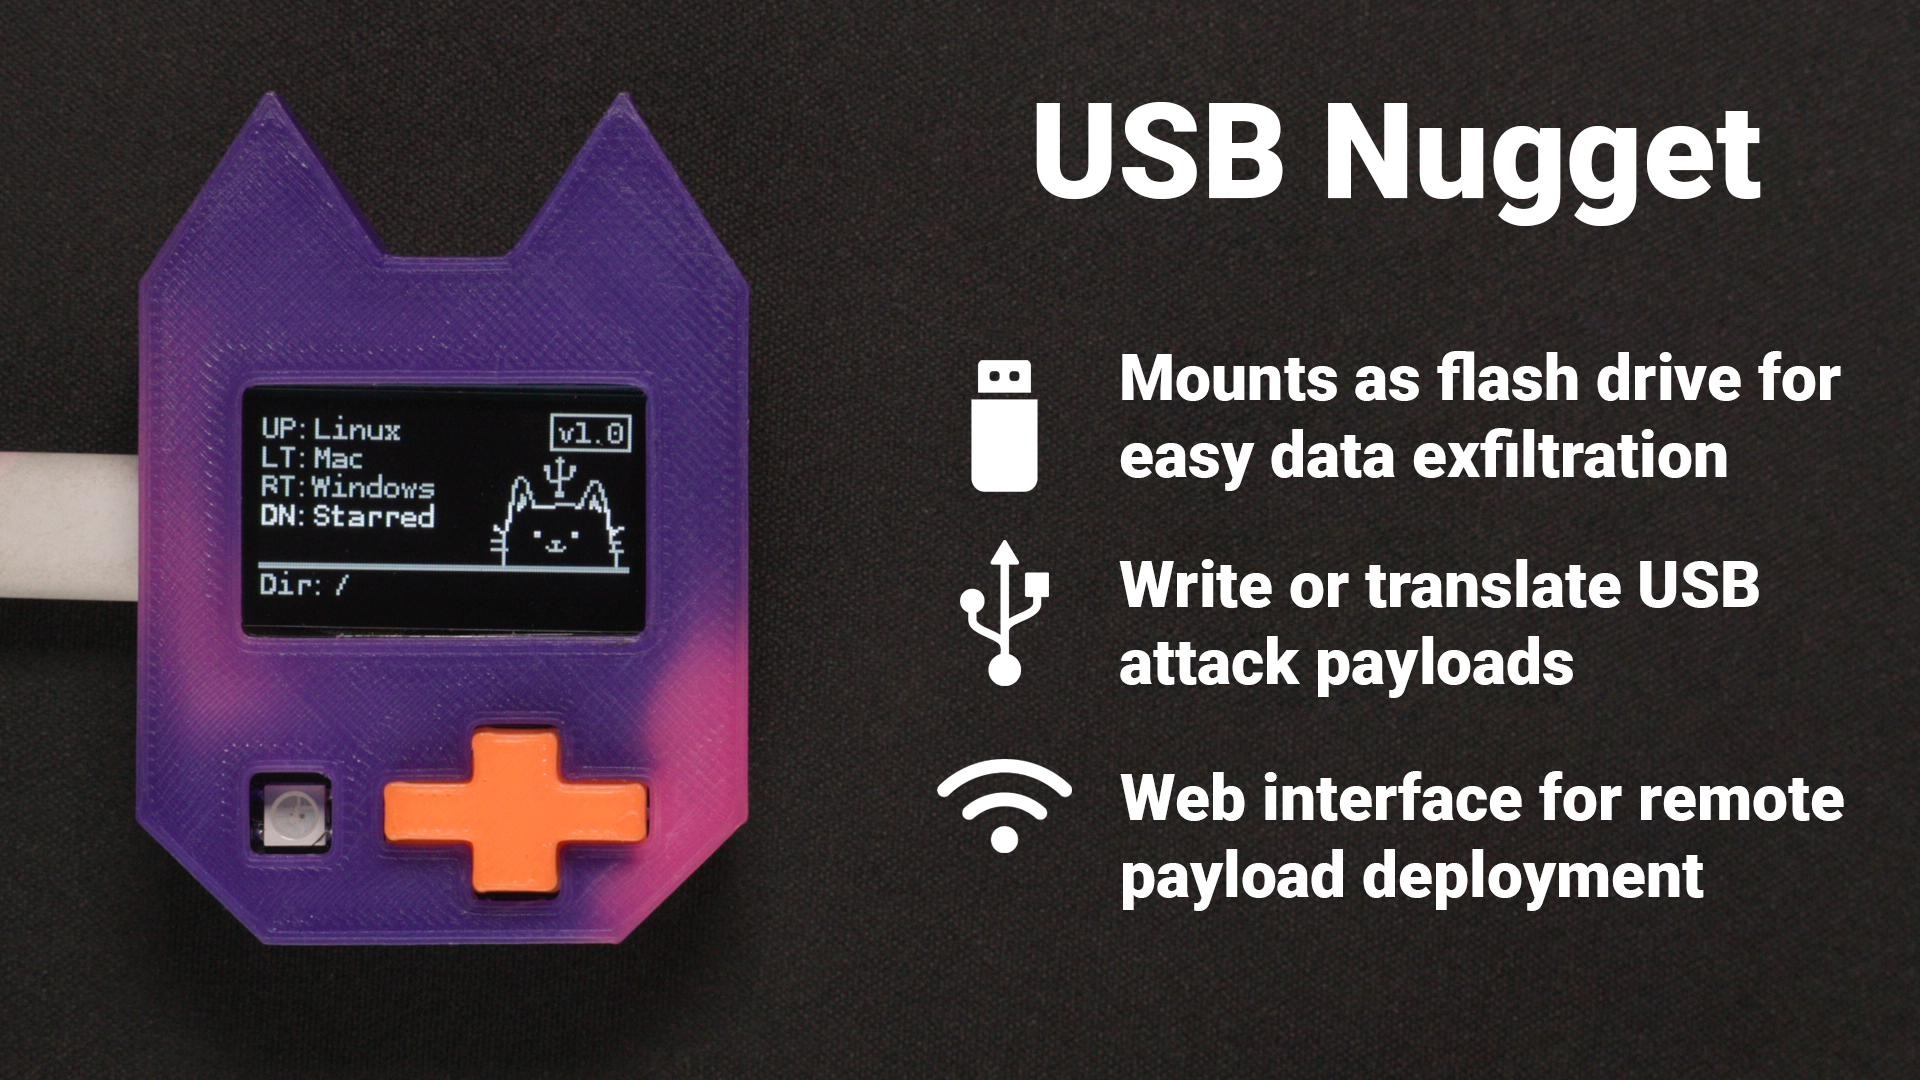 USB Nugget
UP: Linux
LT: Mac
RT: Windows
DN: Starred
v1.0
Dir: /
Mounts as flash drive for
easy data exfiltration
Write or translate USB
attack payloads
Web interface for remote
payload deployment